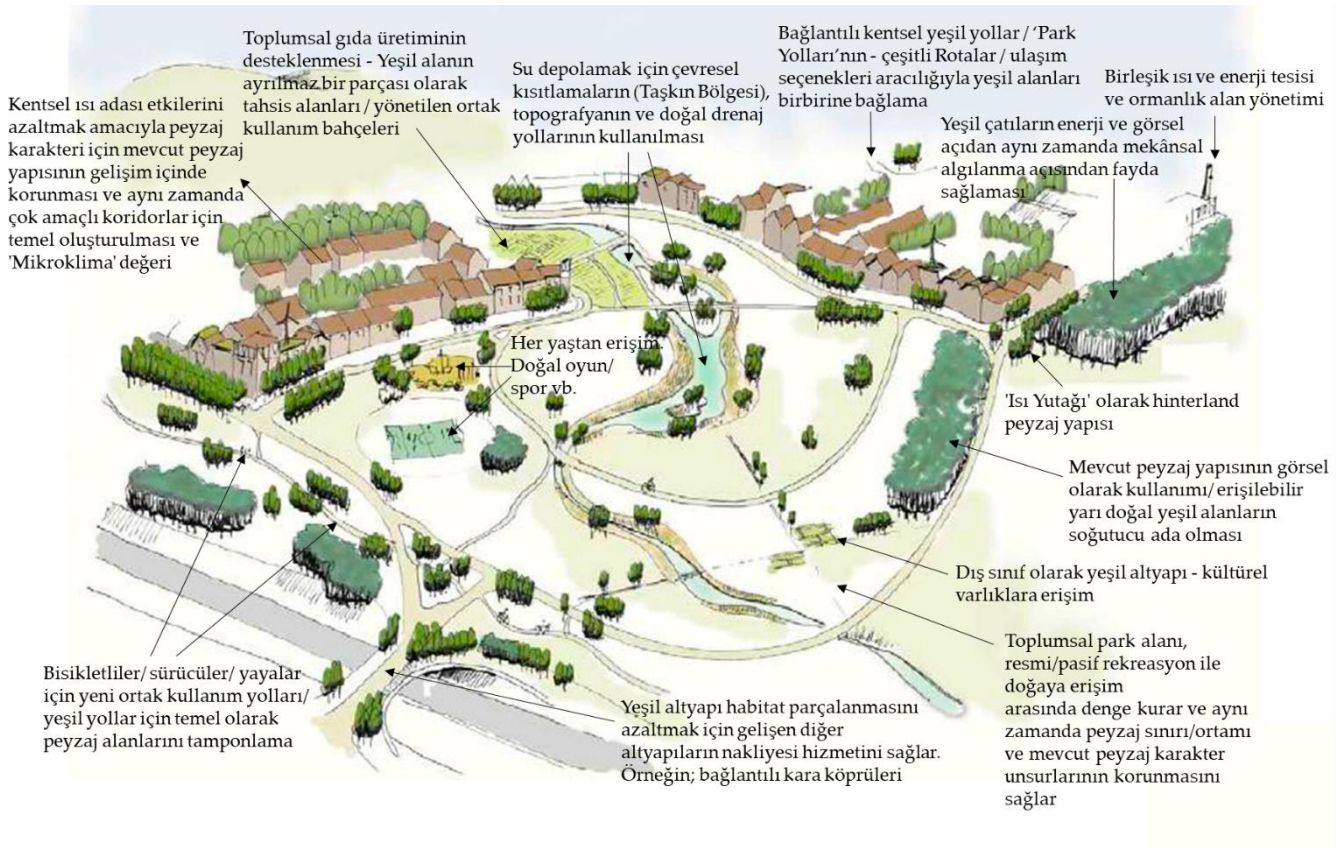 Toplumsal gıda üretiminin
desteklenmesi - Yeşil alanın
ayrılmaz bir parçası olarak
tahsis alanları / yönetilen ortak
kullanım bahçeleri
Su depolamak için çevresel
kısıtlamaların (Taşkın Bölgesi),
topografyanın ve doğal drenaj
yollarının kullanılması
Bağlantılı kentsel yeşil yollar / ‘Park
Yolları’nın - çeşitli Rotalar / ulaşım
seçenekleri aracılığıyla yeşil alanları
birbirine bağlama
Birleşik ısı ve enerji tesisi
ve ormanlık alan yönetimi
Kentsel ısı adası etkilerini
azaltmak amacıyla peyzaj
karakteri için mevcut peyzaj
yapısının gelişim içinde
korunması ve aynı zamanda
çok amaçlı koridorlar için
temel oluşturulması ve
'Mikroklima' değeri
Yeşil çatıların enerji ve görsel
açıdan aynı zamanda mekânsal
algılanma açısından fayda
sağlaması
Her yaştan erişim.
Doğal oyun/
spor vb.
'Isı Yutağı' olarak hinterland
peyzaj yapısı
Mevcut peyzaj yapısının görsel
olarak kullanımı/ erişilebilir
yarı doğal yeşil alanların
soğutucu ada olması
Dış sınıf olarak yeşil altyapı - kültürel
varlıklara erişim
Toplumsal park alanı,
resmi/pasif rekreasyon ile
doğaya erişim
arasında denge kurar ve aynı
zamanda peyzaj sınırı/ortamı
ve mevcut peyzaj karakter
unsurlarının korunmasını
sağlar
Bisikletliler/ sürücüler/ yayalar
için yeni ortak kullanım yolları/
yeşil yollar için temel olarak
peyzaj alanlarını tamponlama
Yeşil altyapı habitat parçalanmasını
azaltmak için gelişen diğer
altyapıların nakliyesi hizmetini sağlar.
Örneğin; bağlantılı kara köprüleri